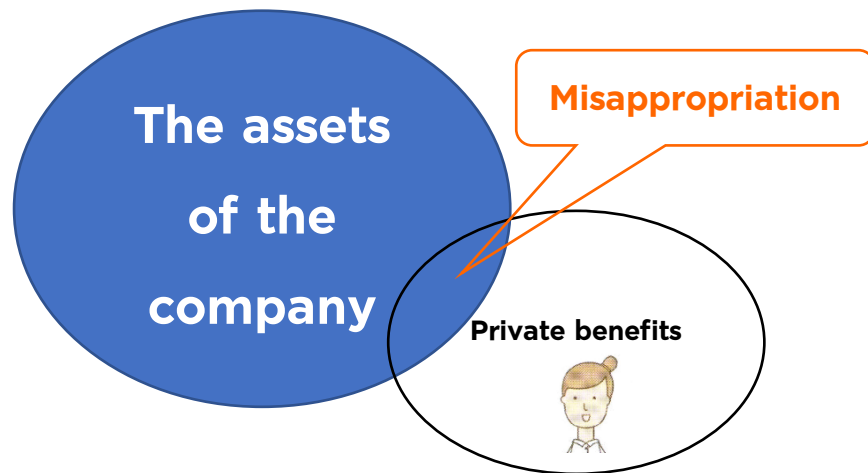 The assets
of the
company
Misappropriation
Private benefits